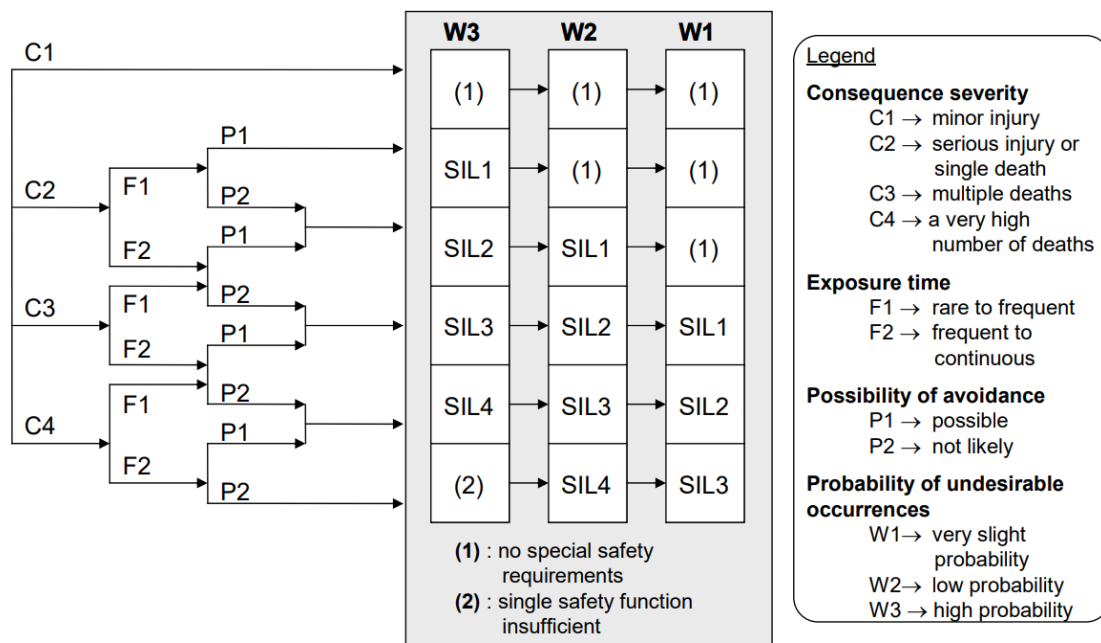 W3 W2 W1
C1
(1) (1) (1)
P1
SIL1 (1) (1)
F1
C2
P2
F2
P1
SIL2 SIL1 (1)
P2
C3
F1
F2
P1
SIL3 SIL2 SIL1
P2
F1
C4
P1
SIL4 SIL3 SIL2
F2
P2
(2) SIL4 SIL3
(1) : no special safety
requirements
(2) : single safety function
insufficient
Legend
Consequence severity
C1 → minor injury
C2 → serious injury or
single death
C3 → multiple deaths
C4 → a very high
number of deaths
Exposure time
F1 → rare to frequent
F2 → frequent to
continuous
Possibility of avoidance
P1 → possible
P2 → not likely
Probability of undesirable
occurrences
W1→ very slight
probability
W2→ low probability
W3 → high probability